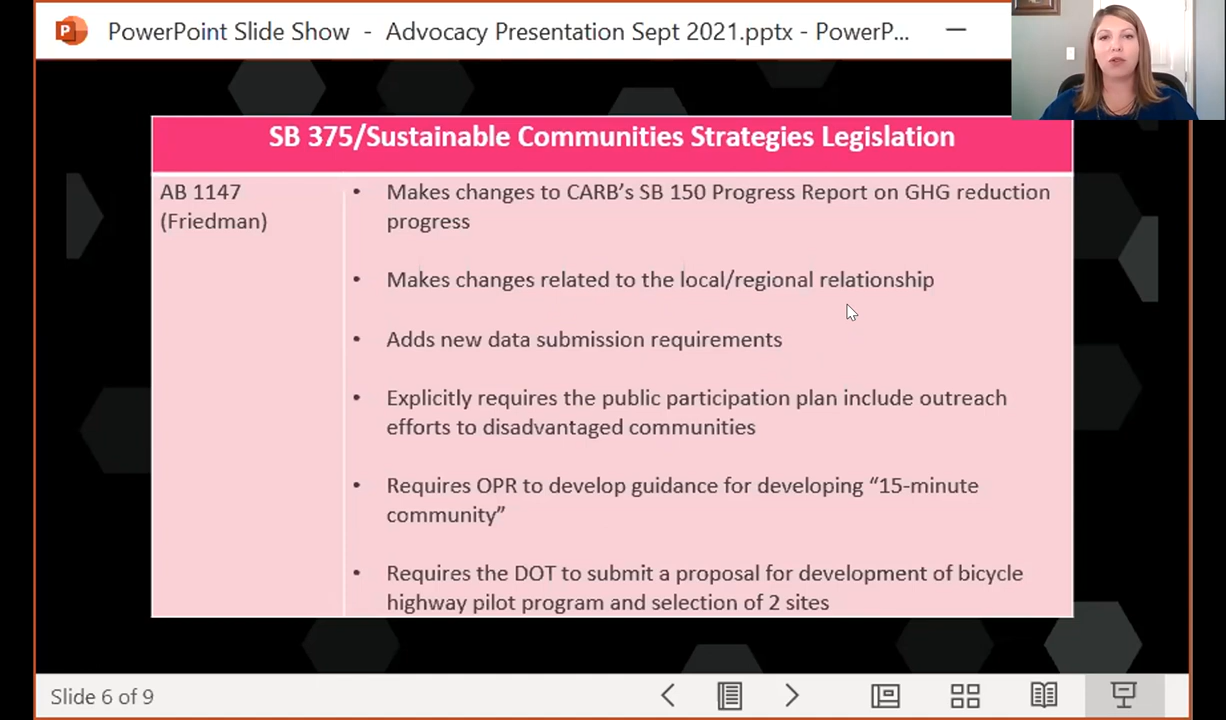 PowerPoint Slide Show - Advocacy Presentation Sept 2021.pptx - PowerP...
SB 375/Sustainable Communities Strategies Legislation
AB 1147
(Friedman)
• Makes changes to CARB's SB 150 Progress Report on GHG reduction
progress
• Makes changes related to the local/regional relationship
• Adds new data submission requirements
• Explicitly requires the public participation plan include outreach
efforts to disadvantaged communities
• Requires OPR to develop guidance for developing “15-minute
community”
• Requires the DOT to submit a proposal for development of bicycle
highway pilot program and selection of 2 sites
Slide 6 of 9